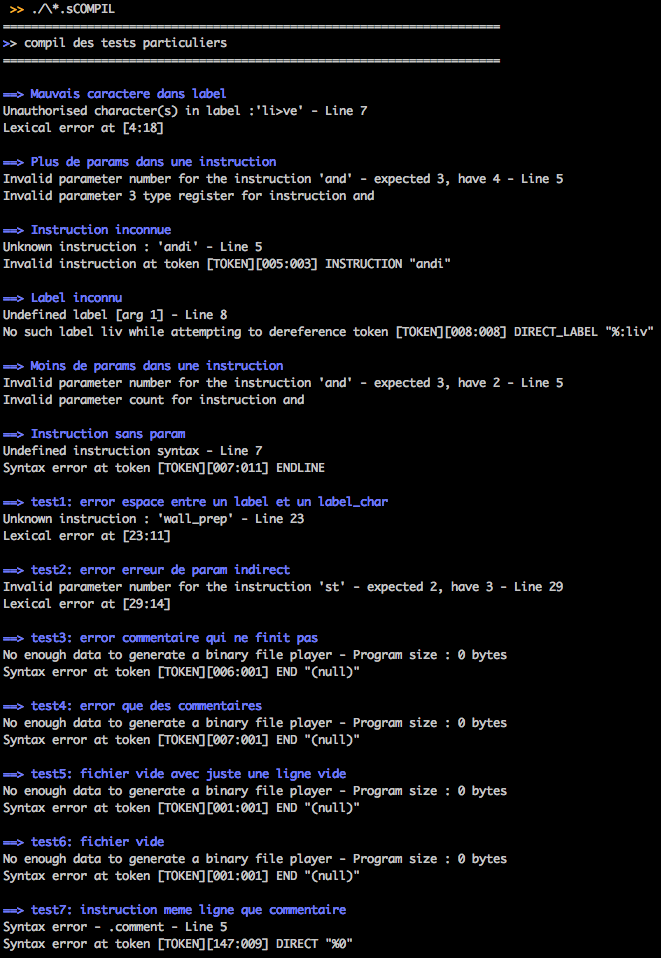 >> ./\*.sCOMPIL
>> compil des tests particuliers
==> Mauvais caractere dans label
Unauthorised character(s) in label :'li>ve' - Line 7
Lexical error at [4:18]
==> Plus de params dans une instruction
Invalid parameter number for the instruction 'and' - expected 3, have 4 - Line 5
Invalid parameter 3 type register for instruction and
==> Instruction inconnue
Unknown instruction : 'andi' - Line 5
Invalid instruction at token [TOKEN][005:003] INSTRUCTION "andi"
==> Label inconnu
Undefined label [arg 1] - Line 8
No such label liv while attempting to dereference token [TOKEN][008:008] DIRECT_LABEL "%:liv"
==> Moins de params dans une instruction
Invalid parameter number for the instruction 'and' - expected 3, have 2 - Line 5
Invalid parameter count for instruction and
==> Instruction sans param
Undefined instruction syntax - Line 7
Syntax error at token [TOKEN][007:011] ENDLINE
==> test1: error espace entre un label et un label_char
Unknown instruction : 'wall_prep' - Line 23
Lexical error at [23:11]
==> test2: error erreur de param indirect
Invalid parameter number for the instruction 'st' - expected 2, have 3 - Line 29
Lexical error at [29:14]
==> test3: error commentaire qui ne finit pas
No enough data to generate a binary file player - Program size : 0 bytes
Syntax error at token [TOKEN][006:001] END "(null)"
==> test4: error que des commentaires
No enough data to generate a binary file player - Program size : 0 bytes
Syntax error at token [TOKEN][007:001] END "(null)"
==> test5: fichier vide avec juste une ligne vide
No enough data to generate a binary file player - Program size : 0 bytes
Syntax error at token [TOKEN][001:001] END "(null)"
==> test6: fichier vide
No enough data to generate a binary file player - Program size : 0 bytes
Syntax error at token [TOKEN][001:001] END "(null)"
==> test7: instruction meme ligne que commentaire
Syntax error - .comment - Line 5
Syntax error at token [TOKEN][147:009] DIRECT "%0"